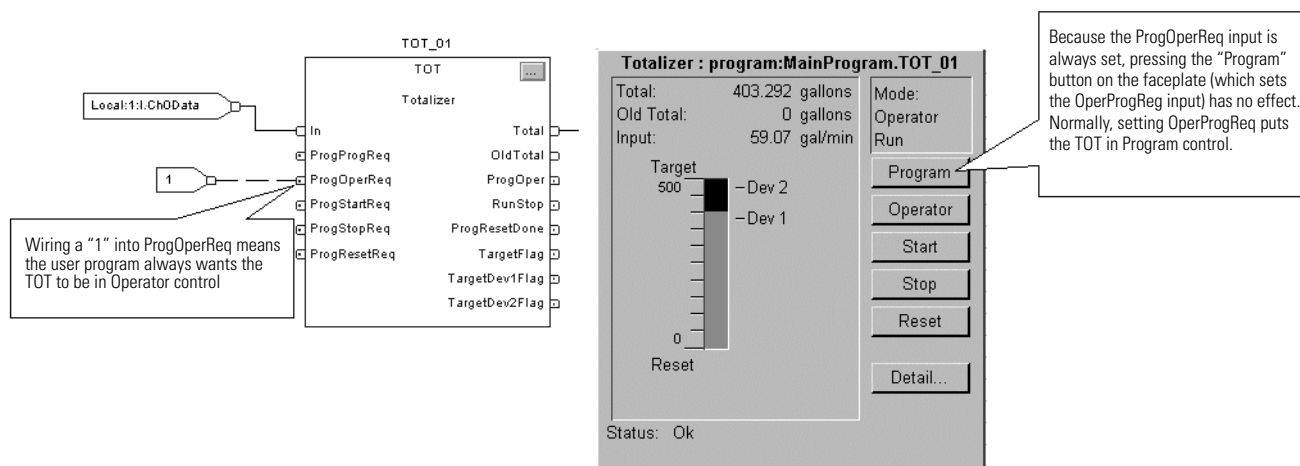 TOT_01
TOT
...
Totalizer
Local:1:I.Ch0Data
In
Total
ProgProgReq
OldTotal
1
ProgOperReq
ProgOper
ProgStartReq
RunStop
ProgStopReq
ProgResetDone
ProgResetReq
TargetFlag
TargetDev1Flag
TargetDev2Flag
Wiring a “1” into ProgOperReq means
the user program always wants the
TOT to be in Operator control
Totalizer : program:MainProgram.TOT_01
Total: 403.292 gallons
Old Total: 0 gallons
Input: 59.07 gal/min
Target
500
Dev 2
Dev 1
0
Reset
Mode:
Operator
Run
Program
Operator
Start
Stop
Reset
Detail...
Status: Ok
Because the ProgOperReq input is
always set, pressing the “Program”
button on the faceplate (which sets
the OperProgReg input) has no effect.
Normally, setting OperProgReq puts
the TOT in Program control.